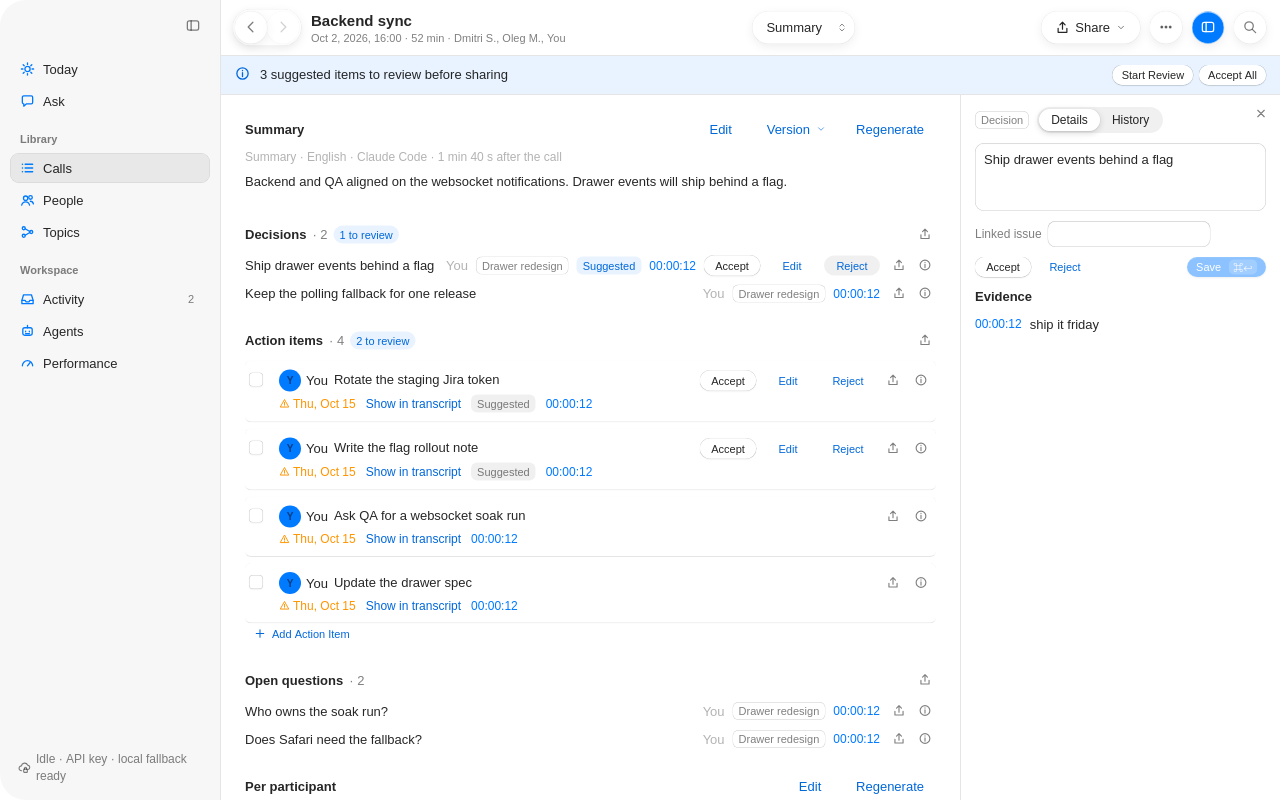 Today
Ask
Library
Calls
People
Topics
Workspace
Activity 2
Agents
Performance
Idle · API key · local fallback
ready
Backend sync
Oct 2, 2026, 16:00 · 52 min · Dmitri S., Oleg M., You
Summary
Share
3 suggested items to review before sharing
Start Review
Accept All
Summary
Edit
Version
Regenerate
Summary · English · Claude Code · 1 min 40 s after the call
Backend and QA aligned on the websocket notifications. Drawer events will ship behind a flag.
Decisions · 2 1 to review
Ship drawer events behind a flag You Drawer redesign Suggested 00:00:12 Accept Edit Reject
Keep the polling fallback for one release You Drawer redesign 00:00:12
Action items · 4 2 to review
Y You Rotate the staging Jira token Accept Edit Reject
Thu, Oct 15 Show in transcript Suggested 00:00:12
Y You Write the flag rollout note Accept Edit Reject
Thu, Oct 15 Show in transcript Suggested 00:00:12
Y You Ask QA for a websocket soak run
Thu, Oct 15 Show in transcript 00:00:12
Y You Update the drawer spec
Thu, Oct 15 Show in transcript 00:00:12
Add Action Item
Open questions · 2
Who owns the soak run? You Drawer redesign 00:00:12
Does Safari need the fallback? You Drawer redesign 00:00:12
Per participant Edit Regenerate
Decision Details History
Ship drawer events behind a flag
Linked issue
Accept Reject Save ⌘↩
Evidence
00:00:12 ship it friday